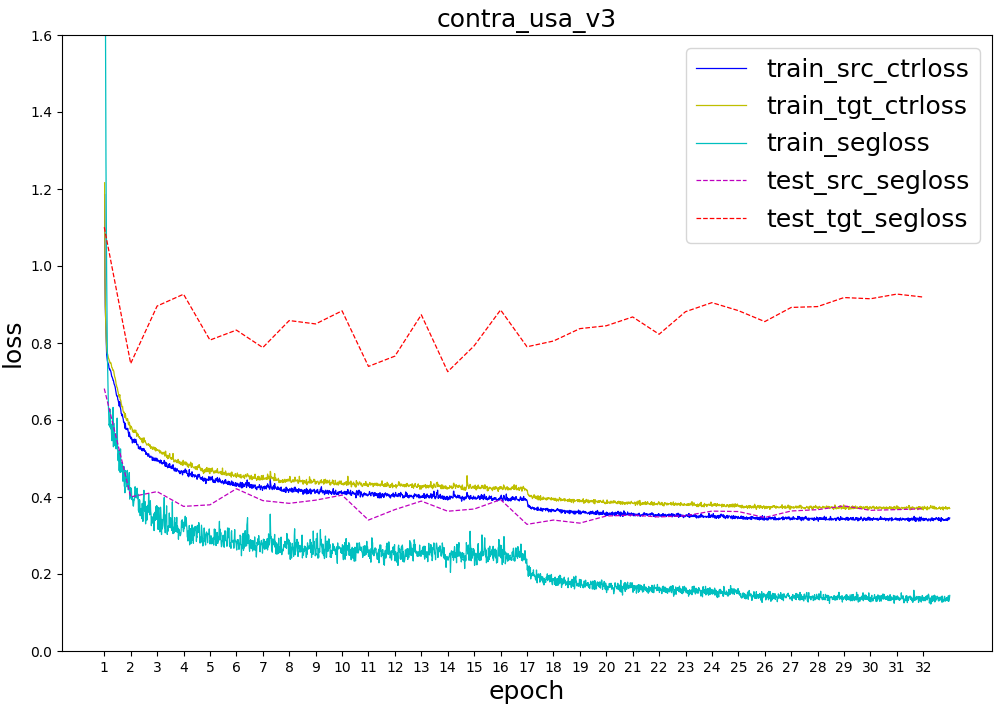 contra_usa_v3
1.6
1.4
1.2
1.0
0.8
0.6
0.4
0.2
0.0
loss
train_src_ctrloss
train_tgt_ctrloss
train_segloss
test_src_segloss
test_tgt_segloss
1 2 3 4 5 6 7 8 9 10 11 12 13 14 15 16 17 18 19 20 21 22 23 24 25 26 27 28 29 30 31 32
epoch